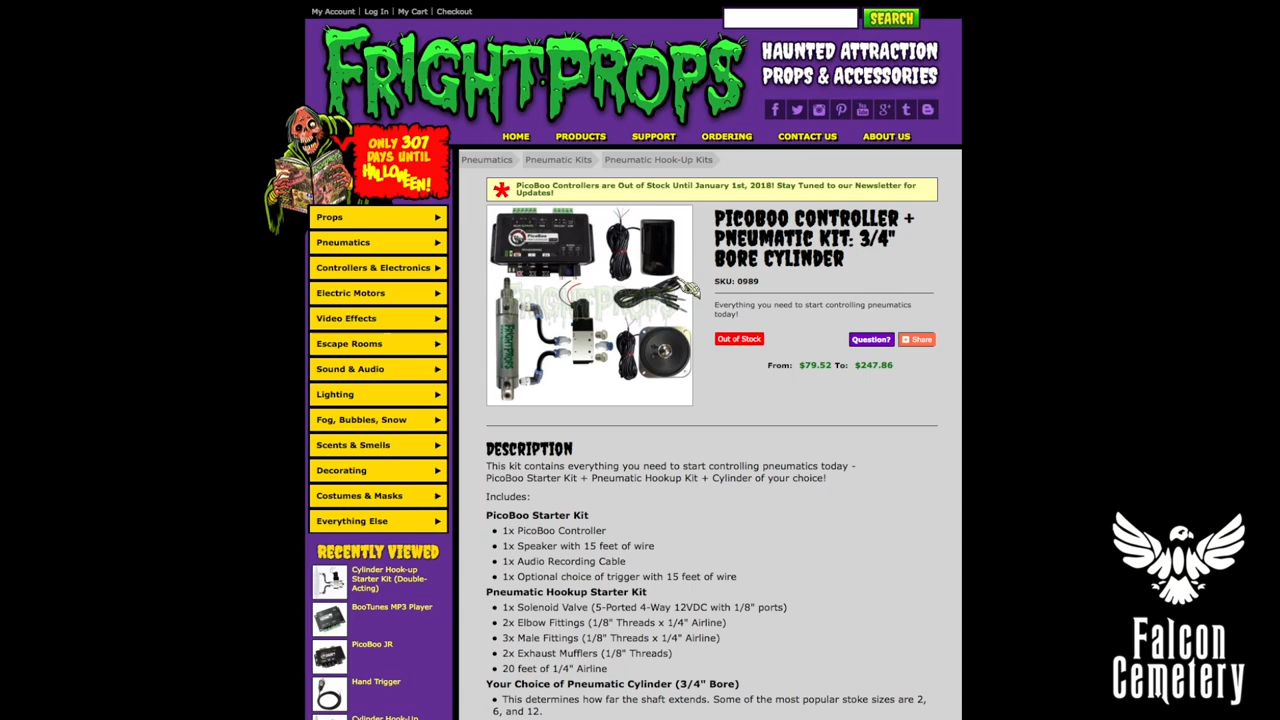 My Account | Log In | My Cart | Checkout
SEARCH
FRIGHTPROPS
HAUNTED ATTRACTION
PROPS & ACCESSORIES
HOME PRODUCTS SUPPORT ORDERING CONTACT US ABOUT US
ONLY 307
DAYS UNTIL
HALLOWEEN!
Pneumatics Pneumatic Kits Pneumatic Hook-Up Kits
PicoBoo Controllers are Out of Stock Until January 1st, 2018! Stay Tuned to our Newsletter for
Updates!
Props
Pneumatics
Controllers & Electronics
Electric Motors
Video Effects
Escape Rooms
Sound & Audio
Lighting
Fog, Bubbles, Snow
Scents & Smells
Decorating
Costumes & Masks
Everything Else
RECENTLY VIEWED
Cylinder Hook-up
Starter Kit (Double-
Acting)
BooTunes MP3 Player
PicoBoo JR
Hand Trigger
Cylinder Hook-Up
PicoBoo
FRIGHTPROPS
PICOBOO CONTROLLER +
PNEUMATIC KIT: 3/4"
BORE CYLINDER
SKU: 0989
Everything you need to start controlling pneumatics
today!
Out of Stock
Question?
Share
From: $79.52 To: $247.86
DESCRIPTION
This kit contains everything you need to start controlling pneumatics today -
PicoBoo Starter Kit + Pneumatic Hookup Kit + Cylinder of your choice!
Includes:
PicoBoo Starter Kit
• 1x PicoBoo Controller
• 1x Speaker with 15 feet of wire
• 1x Audio Recording Cable
• 1x Optional choice of trigger with 15 feet of wire
Pneumatic Hookup Starter Kit
• 1x Solenoid Valve (5-Ported 4-Way 12VDC with 1/8" ports)
• 2x Elbow Fittings (1/8" Threads x 1/4" Airline)
• 3x Male Fittings (1/8" Threads x 1/4" Airline)
• 2x Exhaust Mufflers (1/8" Threads)
• 20 feet of 1/4" Airline
Your Choice of Pneumatic Cylinder (3/4" Bore)
• This determines how far the shaft extends. Some of the most popular stoke sizes are 2,
6, and 12.
Falcon
Cemetery